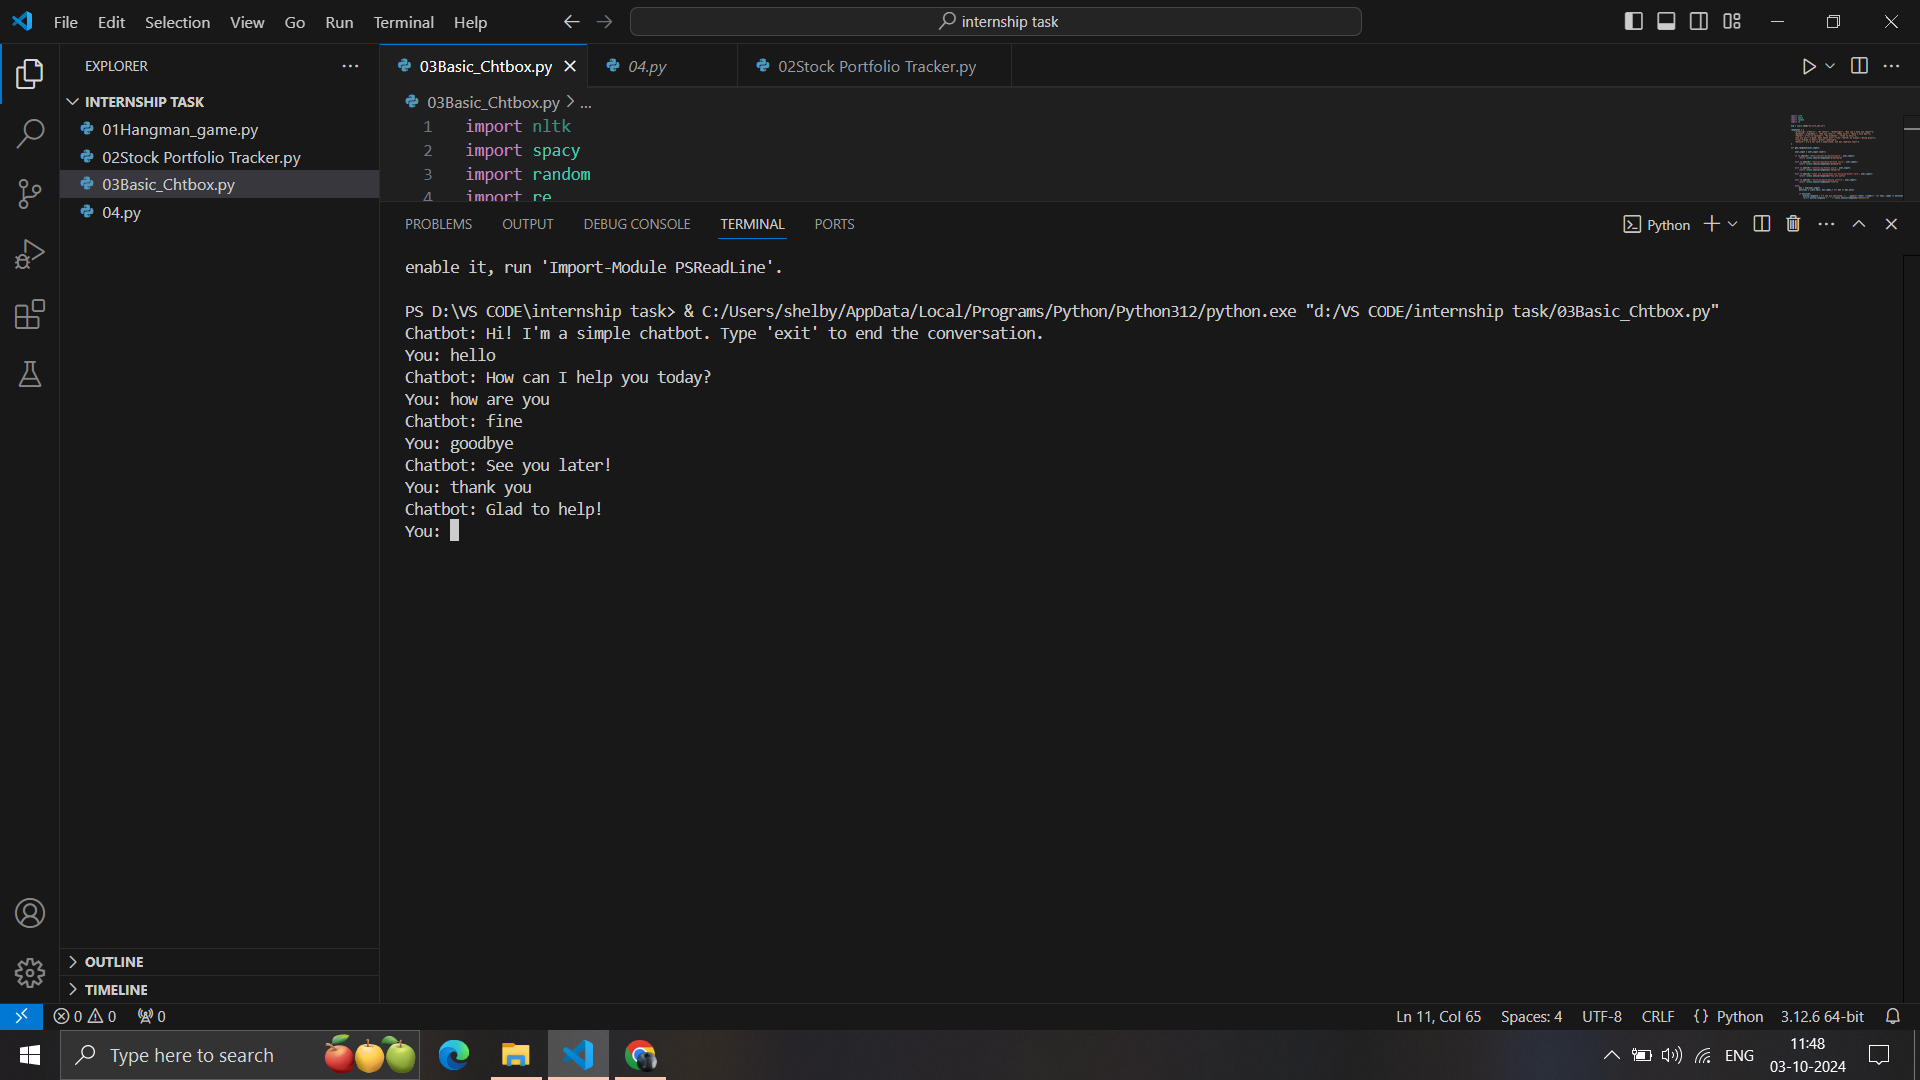 File Edit Selection View Go Run Terminal Help
internship task
EXPLORER
INTERNSHIP TASK
01Hangman_game.py
02Stock Portfolio Tracker.py
03Basic_Chtbox.py
04.py
OUTLINE
TIMELINE
03Basic_Chtbox.py 04.py 02Stock Portfolio Tracker.py
03Basic_Chtbox.py > ...
1 import nltk
2 import spacy
3 import random
4 import re
PROBLEMS OUTPUT DEBUG CONSOLE TERMINAL PORTS
Python
enable it, run 'Import-Module PSReadLine'.
PS D:\VS CODE\internship task> & C:/Users/shelby/AppData/Local/Programs/Python/Python312/python.exe "d:/VS CODE/internship task/03Basic_Chtbox.py"
Chatbot: Hi! I'm a simple chatbot. Type 'exit' to end the conversation.
You: hello
Chatbot: How can I help you today?
You: how are you
Chatbot: fine
You: goodbye
Chatbot: See you later!
You: thank you
Chatbot: Glad to help!
You:
0 0 0
Ln 11, Col 65 Spaces: 4 UTF-8 CRLF {} Python 3.12.6 64-bit
Type here to search
ENG
11:48
03-10-2024